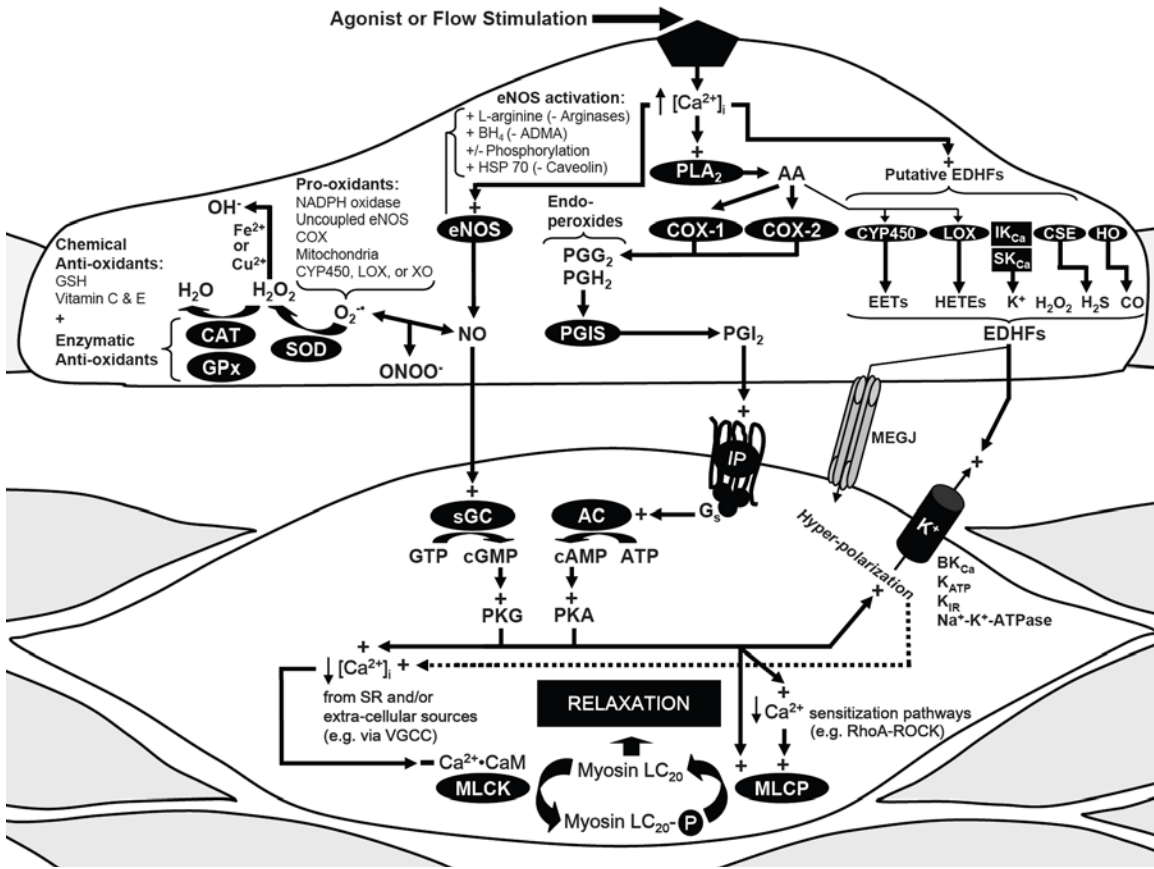 Agonist or Flow Stimulation
eNOS activation:
+ L-arginine (- Arginases)
+ BH₄ (- ADMA)
+/- Phosphorylation
+ HSP 70 (- Caveolin)
[Ca²⁺]ᵢ
+
PLA₂
AA
+
Putative EDHFs
Pro-oxidants:
NADPH oxidase
Uncoupled eNOS
COX
Mitochondria
CYP450, LOX, or XO
+
eNOS
Endo-
peroxides
COX-1
COX-2
CYP450
LOX
IK_Ca
SK_Ca
CSE
HO
OH⁻
Fe²⁺
or
Cu²⁺
Chemical
Anti-oxidants:
GSH
Vitamin C & E
+
Enzymatic
Anti-oxidants
H₂O
H₂O₂
O₂⁻•
CAT
GPx
SOD
NO
ONOO⁻
PGG₂
PGH₂
PGIS
PGI₂
EETs
HETEs
K⁺
H₂O₂
H₂S
CO
EDHFs
+
IP
MEGJ
+
+
sGC
AC
+
Gₛ
K⁺
Hyper-polarization
GTP
cGMP
cAMP
ATP
BK_Ca
K_ATP
K_IR
Na⁺-K⁺-ATPase
+
+
+
PKG
PKA
+
[Ca²⁺]ᵢ
+
from SR and/or
extra-cellular sources
(e.g. via VGCC)
RELAXATION
+
Ca²⁺ sensitization pathways
(e.g. RhoA-ROCK)
Ca²⁺•CaM
MLCK
Myosin LC₂₀
+
+
MLCP
Myosin LC₂₀-P